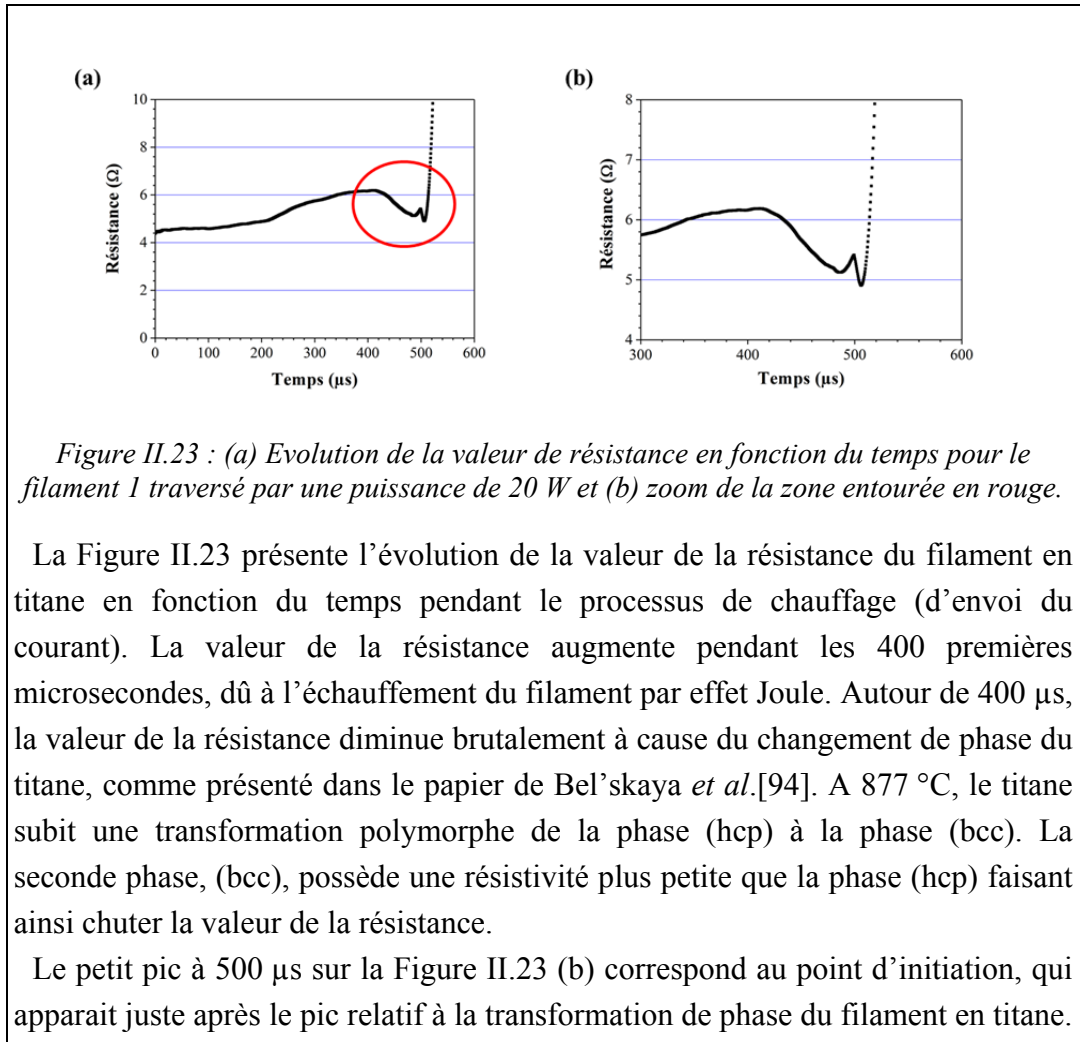 (a)
(b)
10
8
6
4
2
0
Résistance (Ω)
0 100 200 300 400 500 600
Temps (µs)
8
7
6
5
4
Résistance (Ω)
300 400 500 600
Temps (µs)
Figure II.23 : (a) Evolution de la valeur de résistance en fonction du temps pour le
filament 1 traversé par une puissance de 20 W et (b) zoom de la zone entourée en rouge.
La Figure II.23 présente l’évolution de la valeur de la résistance du filament en
titane en fonction du temps pendant le processus de chauffage (d’envoi du
courant). La valeur de la résistance augmente pendant les 400 premières
microsecondes, dû à l’échauffement du filament par effet Joule. Autour de 400 µs,
la valeur de la résistance diminue brutalement à cause du changement de phase du
titane, comme présenté dans le papier de Bel’skaya et al.[94]. A 877 °C, le titane
subit une transformation polymorphe de la phase (hcp) à la phase (bcc). La
seconde phase, (bcc), possède une résistivité plus petite que la phase (hcp) faisant
ainsi chuter la valeur de la résistance.
Le petit pic à 500 µs sur la Figure II.23 (b) correspond au point d’initiation, qui
apparait juste après le pic relatif à la transformation de phase du filament en titane.